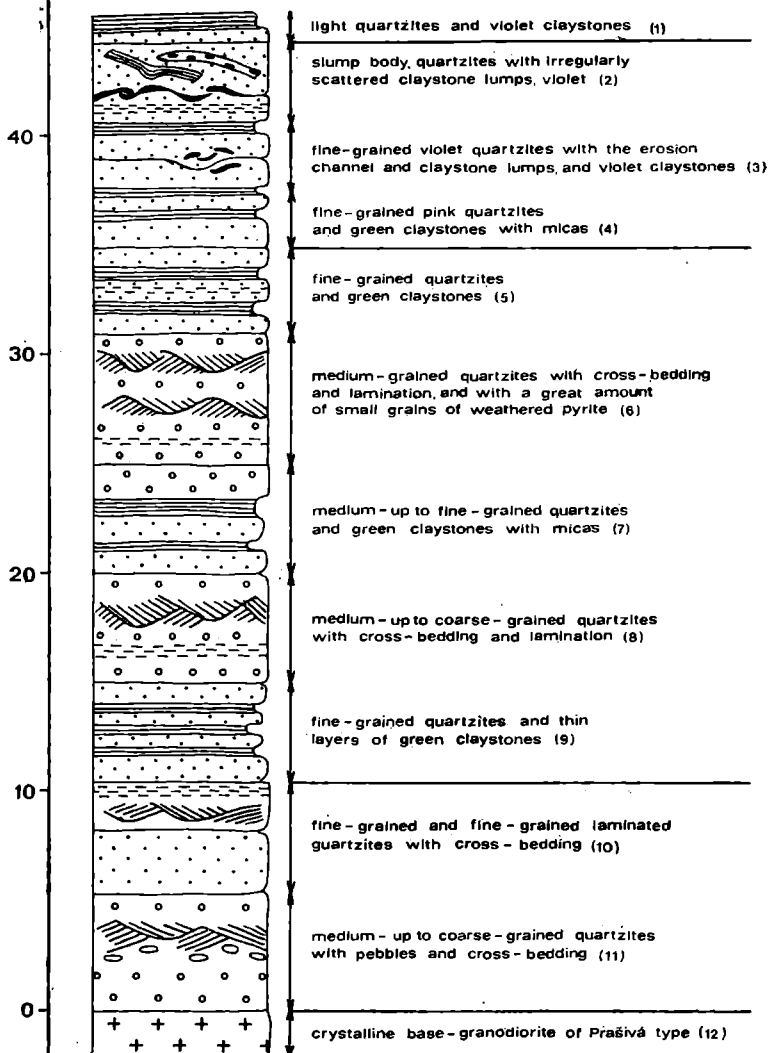 light quartzites and violet claystones (1)
slump body, quartzites with irregularly
scattered claystone lumps, violet (2)
40
fine-grained violet quartzites with the erosion
channel and claystone lumps, and violet claystones (3)
fine-grained pink quartzites
and green claystones with micas (4)
fine-grained quartzites
and green claystones (5)
30
medium-grained quartzites with cross-bedding
and lamination, and with a great amount
of small grains of weathered pyrite (6)
medium-up to fine-grained quartzites
and green claystones with micas (7)
20
medium-up to coarse-grained quartzites
with cross-bedding and lamination (8)
fine-grained quartzites and thin
layers of green claystones (9)
10
fine-grained and fine-grained laminated
guartzites with cross-bedding (10)
medium-up to coarse-grained quartzites
with pebbles and cross-bedding (11)
0
crystalline base-granodiorite of Prašivá type (12)